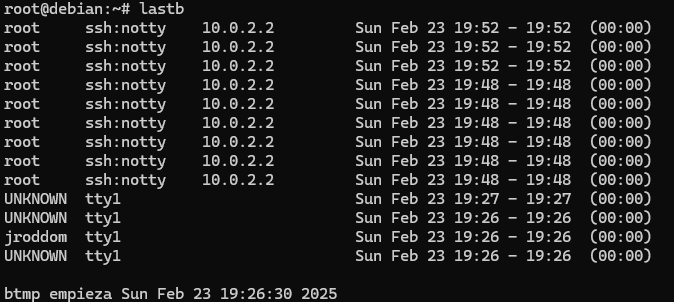 root@debian:~# lastb
root     ssh:notty    10.0.2.2         Sun Feb 23 19:52 - 19:52  (00:00)
root     ssh:notty    10.0.2.2         Sun Feb 23 19:52 - 19:52  (00:00)
root     ssh:notty    10.0.2.2         Sun Feb 23 19:52 - 19:52  (00:00)
root     ssh:notty    10.0.2.2         Sun Feb 23 19:48 - 19:48  (00:00)
root     ssh:notty    10.0.2.2         Sun Feb 23 19:48 - 19:48  (00:00)
root     ssh:notty    10.0.2.2         Sun Feb 23 19:48 - 19:48  (00:00)
root     ssh:notty    10.0.2.2         Sun Feb 23 19:48 - 19:48  (00:00)
root     ssh:notty    10.0.2.2         Sun Feb 23 19:48 - 19:48  (00:00)
root     ssh:notty    10.0.2.2         Sun Feb 23 19:48 - 19:48  (00:00)
UNKNOWN  tty1                          Sun Feb 23 19:27 - 19:27  (00:00)
UNKNOWN  tty1                          Sun Feb 23 19:26 - 19:26  (00:00)
jroddom  tty1                          Sun Feb 23 19:26 - 19:26  (00:00)
UNKNOWN  tty1                          Sun Feb 23 19:26 - 19:26  (00:00)

btmp empieza Sun Feb 23 19:26:30 2025